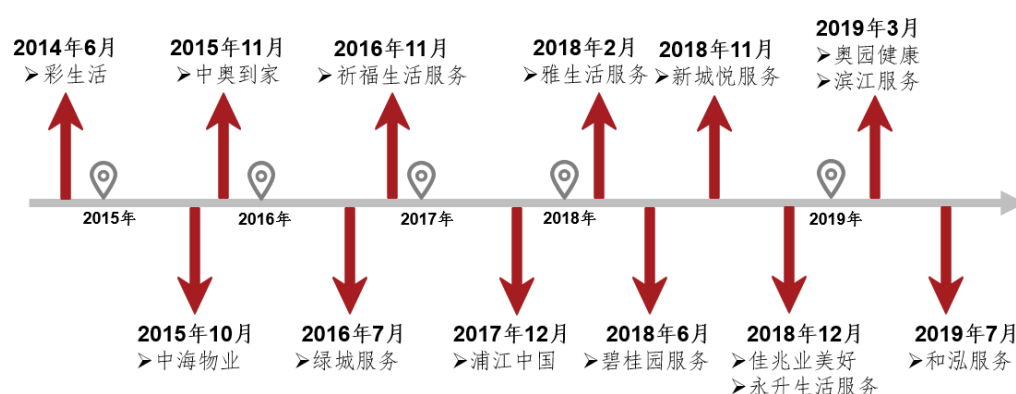 2014年6月
➢彩生活
2015年11月
➢中奥到家
2016年11月
➢祈福生活服务
2018年2月
➢雅生活服务
2018年11月
➢新城悦服务
2019年3月
➢奥园健康
➢滨江服务
2015年
2016年
2017年
2018年
2019年
2015年10月
➢中海物业
2016年7月
➢绿城服务
2017年12月
➢浦江中国
2018年6月
➢碧桂园服务
2018年12月
➢佳兆业美好
➢永升生活服务
2019年7月
➢和泓服务